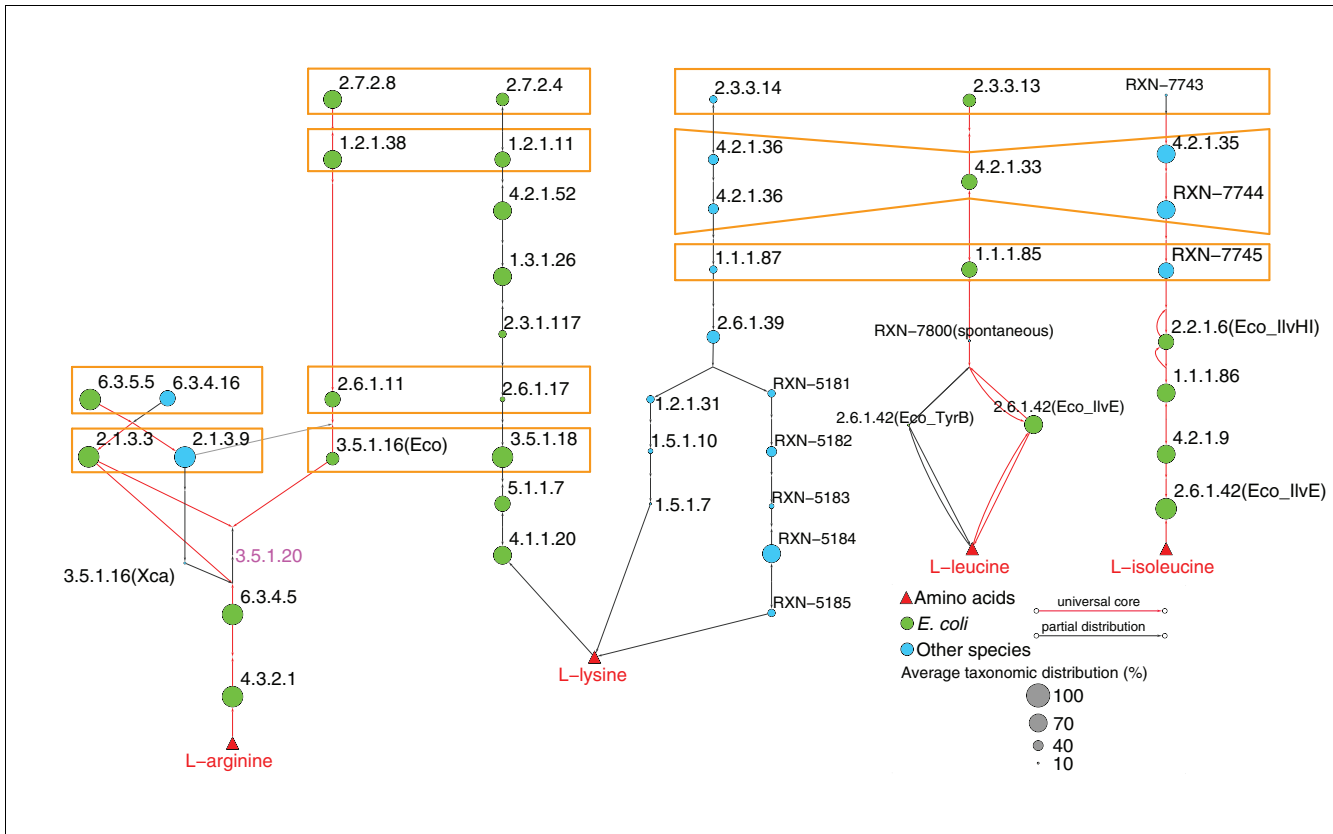 2.7.2.8
2.7.2.4
2.3.3.14
2.3.3.13
RXN−7743
1.2.1.38
1.2.1.11
4.2.1.36
4.2.1.33
4.2.1.35
4.2.1.52
4.2.1.36
RXN−7744
1.3.1.26
1.1.1.87
1.1.1.85
RXN−7745
2.3.1.117
2.6.1.39
RXN−7800(spontaneous)
2.2.1.6(Eco_IlvHI)
6.3.5.5
6.3.4.16
2.6.1.11
2.6.1.17
1.2.1.31
RXN−5181
2.6.1.42(Eco_TyrB)
2.6.1.42(Eco_IlvE)
1.1.1.86
2.1.3.3
2.1.3.9
3.5.1.16(Eco)
3.5.1.18
1.5.1.10
RXN−5182
4.2.1.9
5.1.1.7
1.5.1.7
RXN−5183
2.6.1.42(Eco_IlvE)
3.5.1.16(Xca)
3.5.1.20
4.1.1.20
RXN−5184
L−leucine
L−isoleucine
6.3.4.5
RXN−5185
Amino acids
universal core
E. coli
partial distribution
Other species
4.3.2.1
L−lysine
Average taxonomic distribution (%)
100
70
40
10
L−arginine